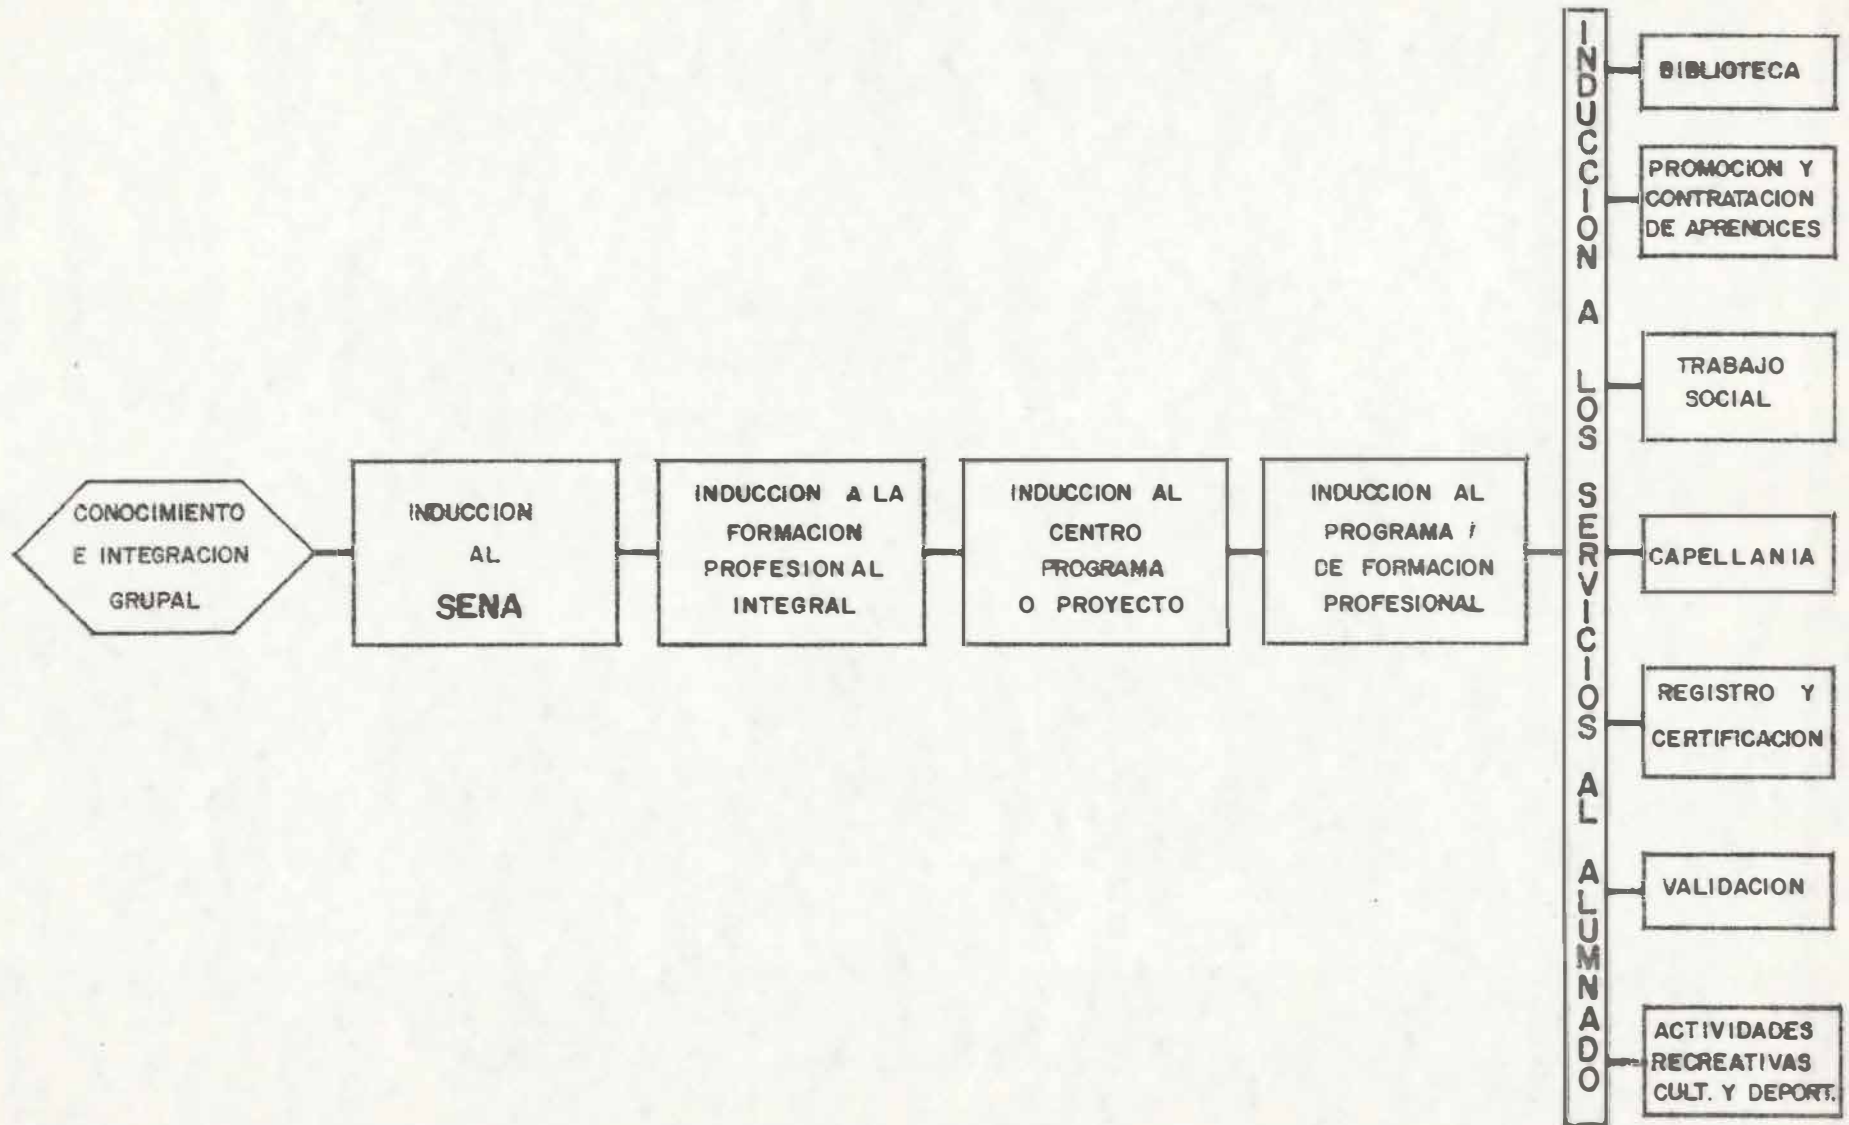 CONOCIMIENTO
E INTEGRACION
GRUPAL
INDUCCION
AL
SENA
INDUCCION A LA
FORMACION
PROFESIONAL
INTEGRAL
INDUCCION AL
CENTRO
PROGRAMA
O PROYECTO
INDUCCION AL
PROGRAMA i
DE FORMACION
PROFESIONAL
INDUCCION A LOS SERVICIOS AL ALUMNADO
BIBLIOTECA
PROMOCION Y
CONTRATACION
DE APRENDICES
TRABAJO
SOCIAL
CAPELLANIA
REGISTRO Y
CERTIFICACION
VALIDACION
ACTIVIDADES
RECREATIVAS
CULT. Y DEPORT.